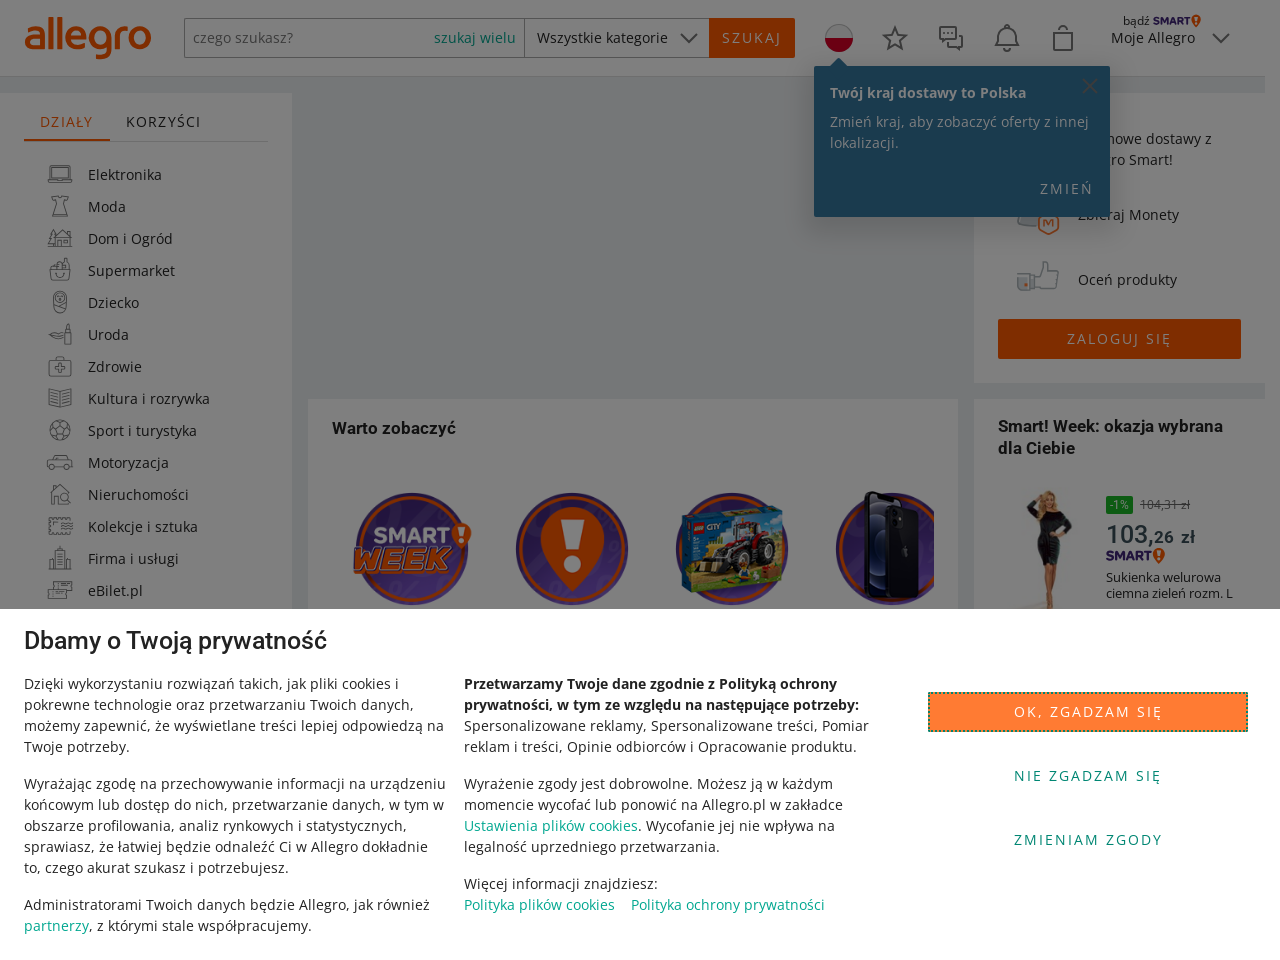 allegro
czego szukasz?
szukaj wielu
Wszystkie kategorie
SZUKAJ
bądź SMART!
Moje Allegro
Twój kraj dostawy to Polska
Zmień kraj, aby zobaczyć oferty z innej
lokalizacji.
ZMIEŃ
DZIAŁY
KORZYŚCI
Elektronika
Moda
Dom i Ogród
Supermarket
Dziecko
Uroda
Zdrowie
Kultura i rozrywka
Sport i turystyka
Motoryzacja
Nieruchomości
Kolekcje i sztuka
Firma i usługi
eBilet.pl
Smart!
Zbieraj Monety
Oceń produkty
ZALOGUJ SIĘ
Warto zobaczyć
SMART!
WEEK
CITY
Smart! Week: okazja wybrana
dla Ciebie
-1% 104,31 zł
103,26 zł
SMART!
Sukienka welurowa
ciemna zieleń rozm. L
Dbamy o Twoją prywatność
Dzięki wykorzystaniu rozwiązań takich, jak pliki cookies i
pokrewne technologie oraz przetwarzaniu Twoich danych,
możemy zapewnić, że wyświetlane treści lepiej odpowiedzą na
Twoje potrzeby.
Wyrażając zgodę na przechowywanie informacji na urządzeniu
końcowym lub dostęp do nich, przetwarzanie danych, w tym w
obszarze profilowania, analiz rynkowych i statystycznych,
sprawiasz, że łatwiej będzie odnaleźć Ci w Allegro dokładnie
to, czego akurat szukasz i potrzebujesz.
Administratorami Twoich danych będzie Allegro, jak również
partnerzy, z którymi stale współpracujemy.
Przetwarzamy Twoje dane zgodnie z Polityką ochrony
prywatności, w tym ze względu na następujące potrzeby:
Spersonalizowane reklamy, Spersonalizowane treści, Pomiar
reklam i treści, Opinie odbiorców i Opracowanie produktu.
Wyrażenie zgody jest dobrowolne. Możesz ją w każdym
momencie wycofać lub ponowić na Allegro.pl w zakładce
Ustawienia plików cookies. Wycofanie jej nie wpływa na
legalność uprzedniego przetwarzania.
Więcej informacji znajdziesz:
Polityka plików cookies Polityka ochrony prywatności
OK, ZGADZAM SIĘ
NIE ZGADZAM SIĘ
ZMIENIAM ZGODY